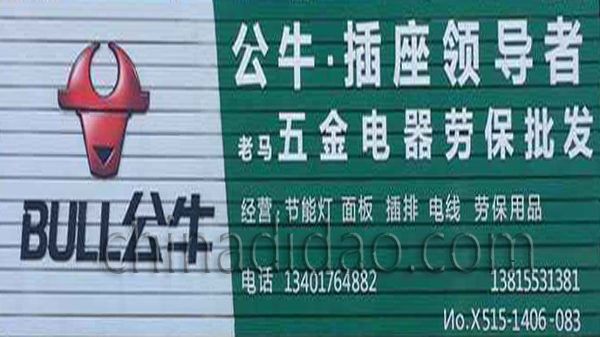 公牛·插座领导者
老马五金电器劳保批发
BULL公牛
经营:节能灯 面板 插排 电线 劳保用品
电话 13401764882 13815531381
No.X515-1406-083
chinadidao.com